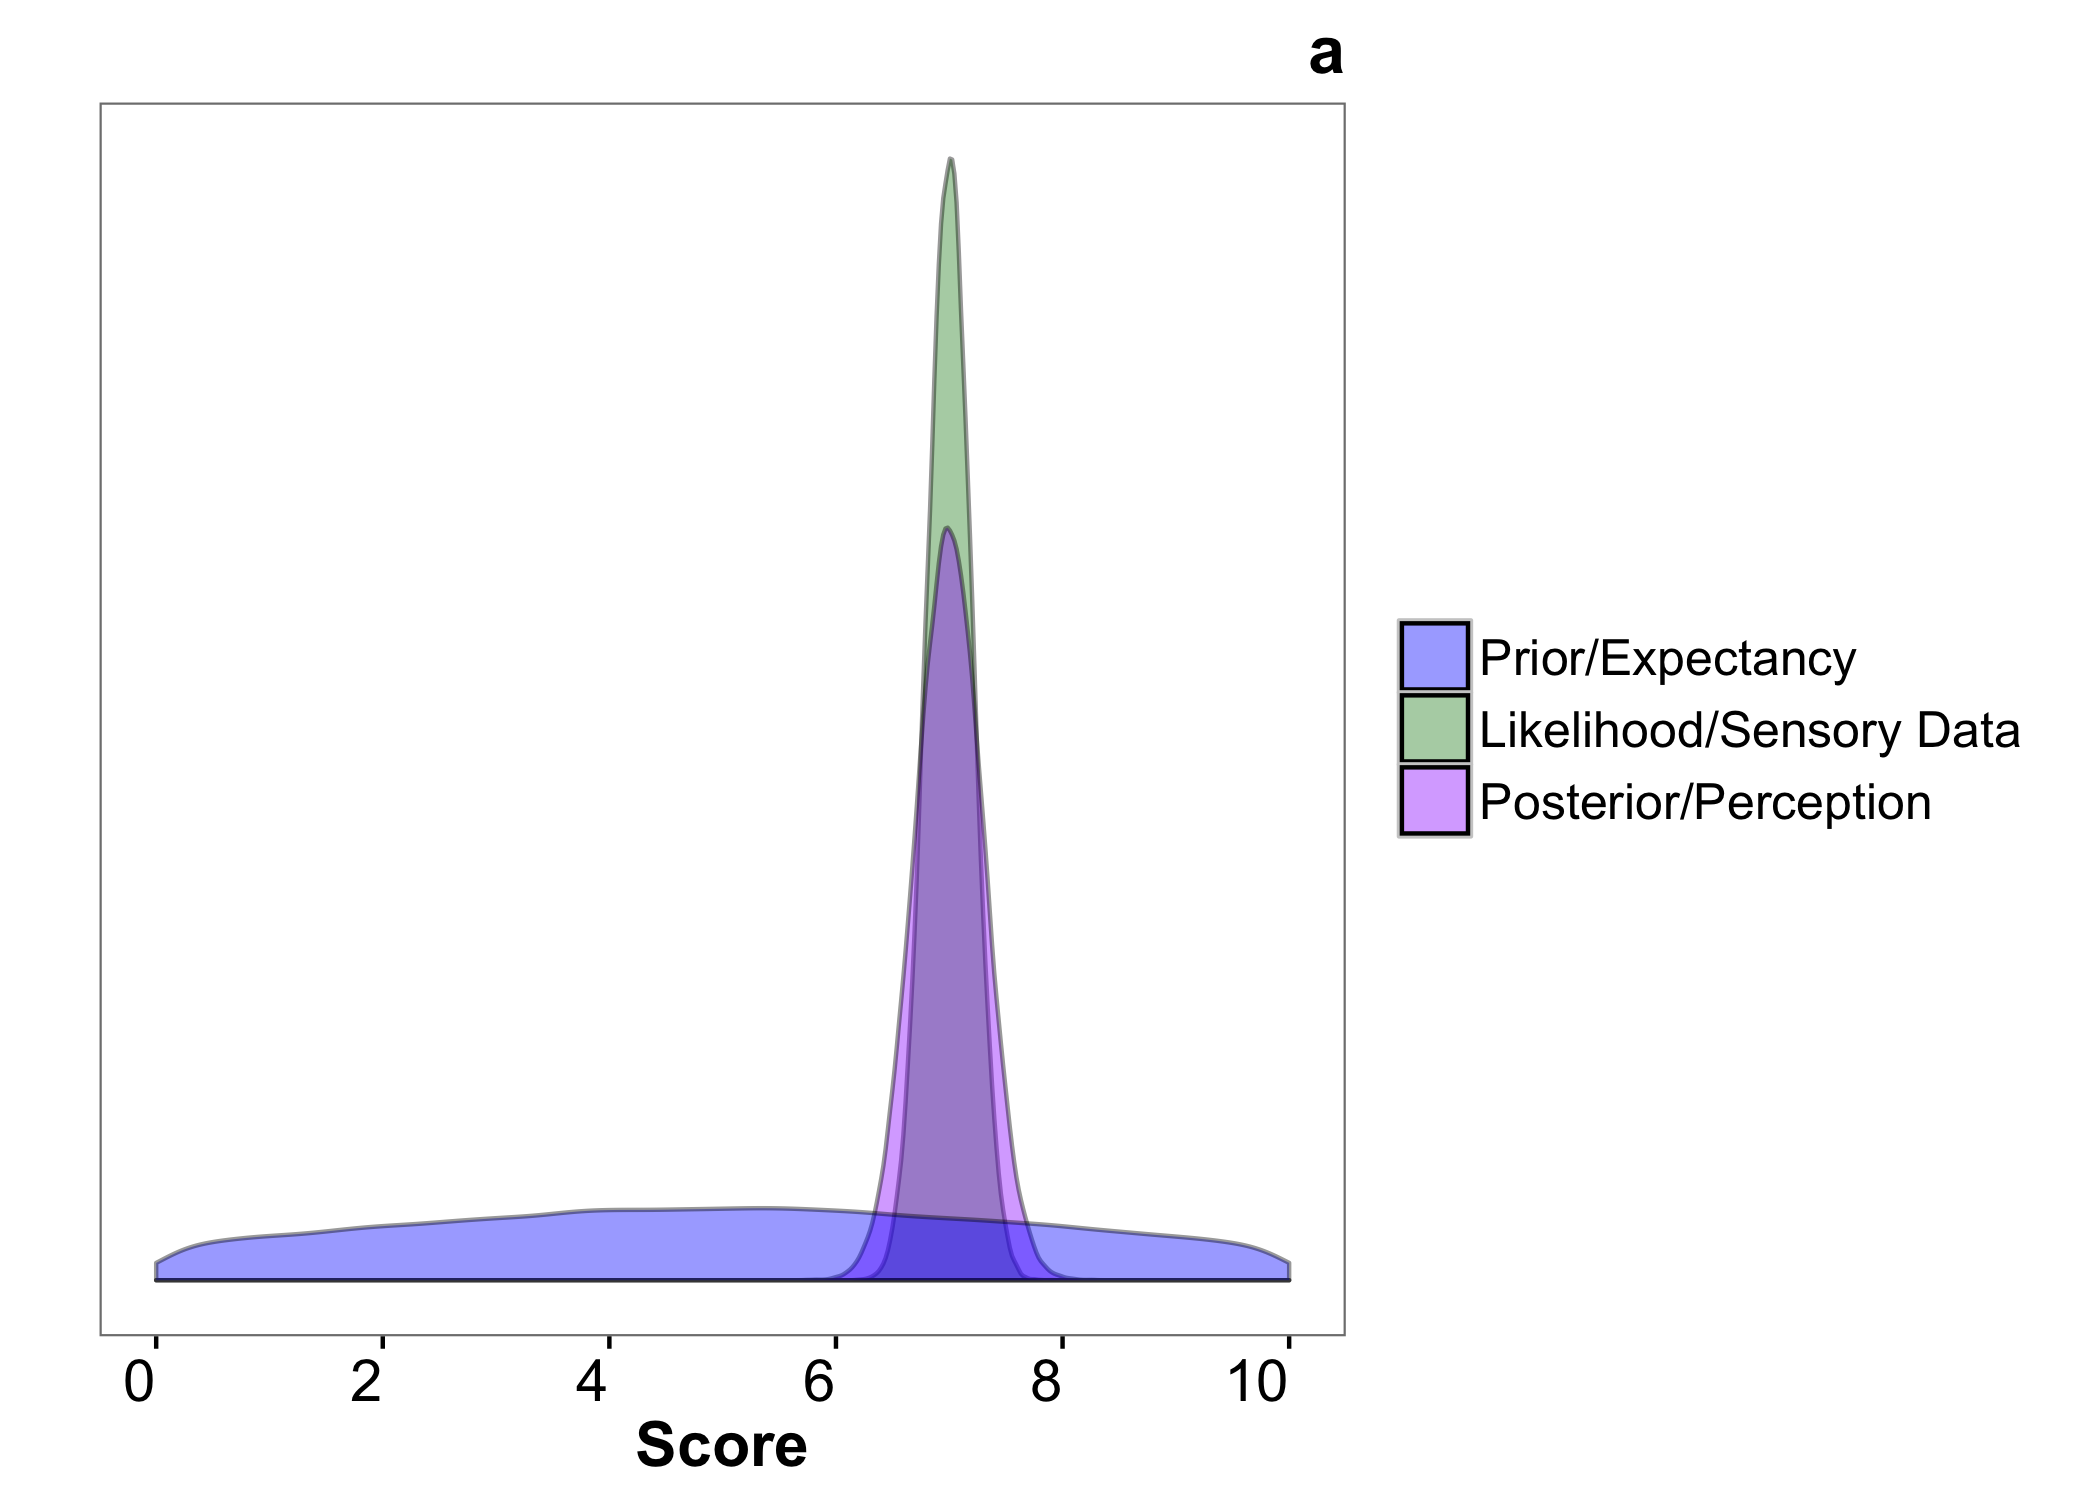 a
Prior/Expectancy
Likelihood/Sensory Data
Posterior/Perception
0 2 4 6 8 10
Score